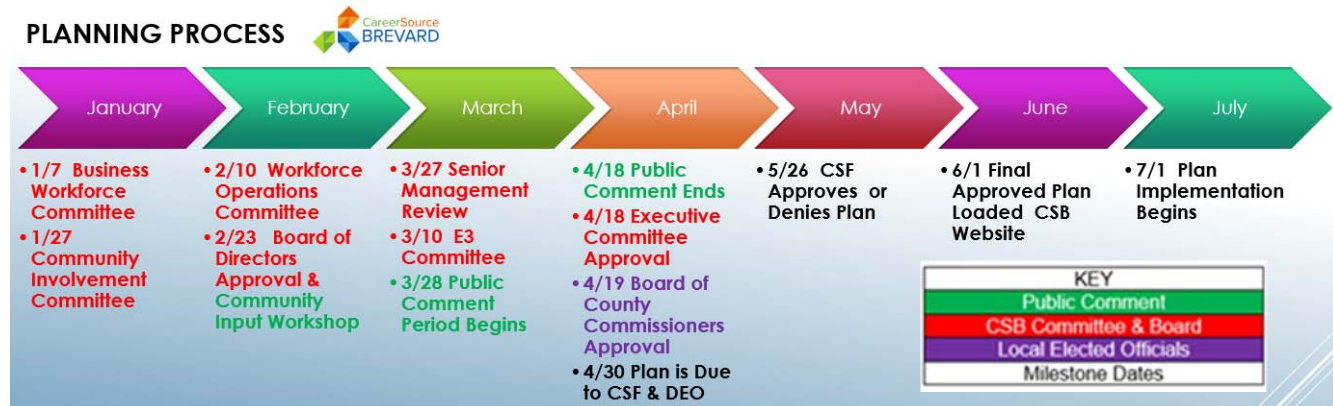 PLANNING PROCESS
CareerSource
BREVARD
January
February
March
April
May
June
July
• 1/7 Business
Workforce
Committee
• 1/27
Community
Involvement
Committee
• 2/10 Workforce
Operations
Committee
• 2/23 Board of
Directors
Approval &
Community
Input Workshop
• 3/27 Senior
Management
Review
• 3/10 E3
Committee
• 3/28 Public
Comment
Period Begins
• 4/18 Public
Comment Ends
• 4/18 Executive
Committee
Approval
• 4/19 Board of
County
Commissioners
Approval
• 4/30 Plan is Due
to CSF & DEO
• 5/26 CSF
Approves or
Denies Plan
• 6/1 Final
Approved Plan
Loaded CSB
Website
• 7/1 Plan
Implementation
Begins
KEY
Public Comment
CSB Committee & Board
Local Elected Officials
Milestone Dates